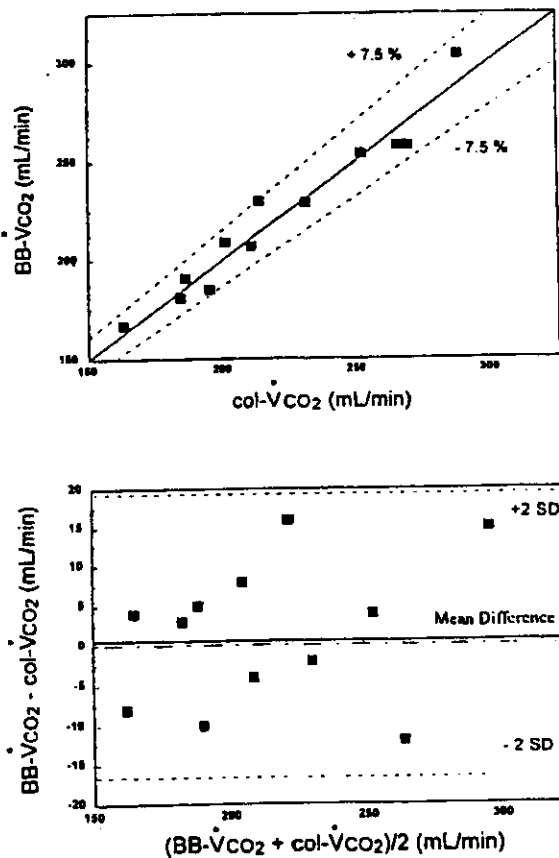 300
250
200
150
BB-V̇CO₂ (mL/min)
+ 7.5 %
- 7.5 %
150 200 250 300
col-V̇CO₂ (mL/min)
20
15
10
5
0
-5
-10
-15
-20
BB-V̇CO₂ - col-V̇CO₂ (mL/min)
+2 SD
Mean Difference
- 2 SD
150 200 250 300
(BB-V̇CO₂ + col-V̇CO₂)/2 (mL/min)